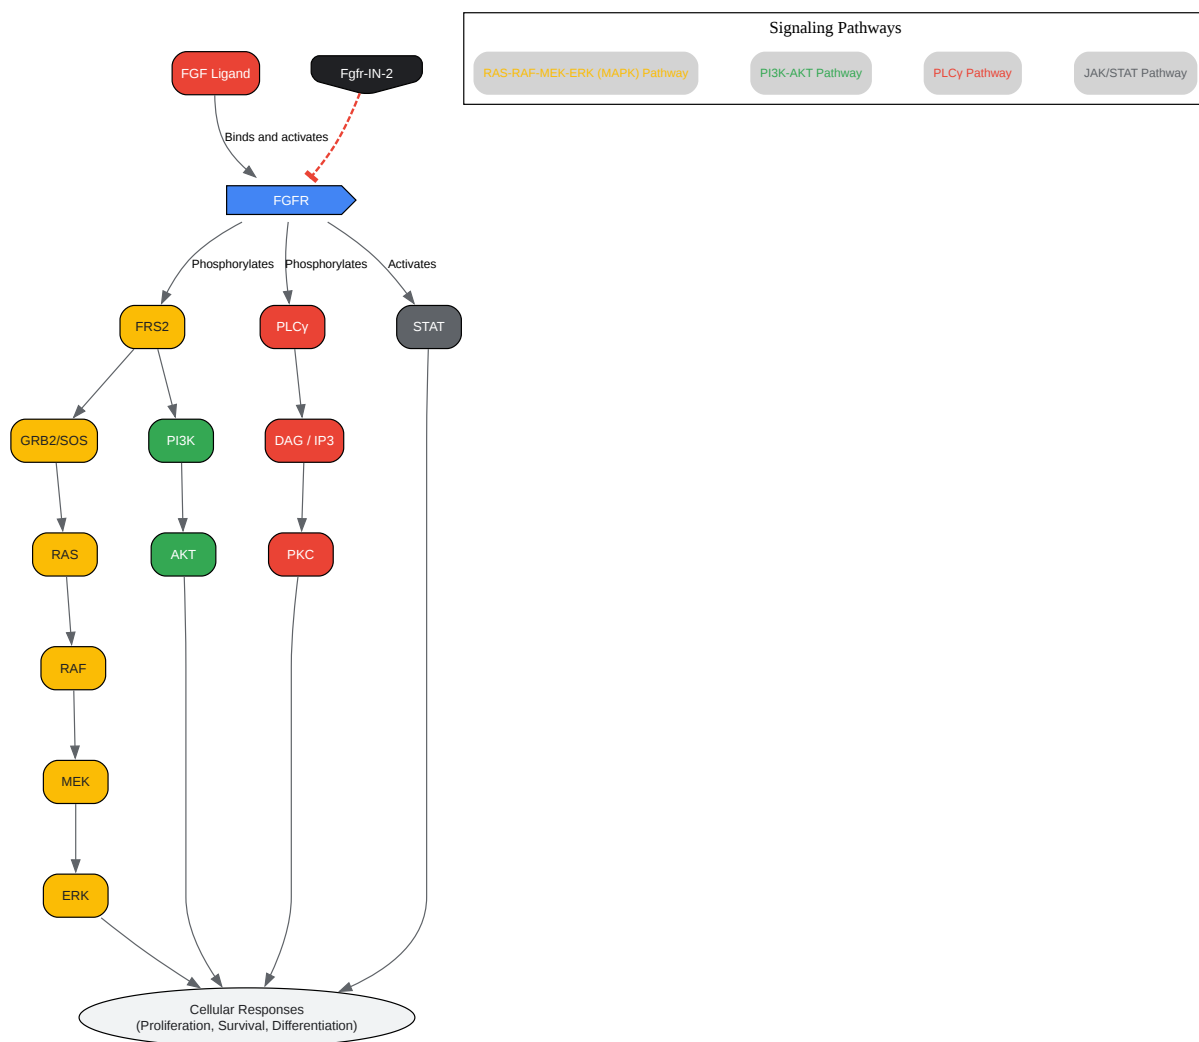 Signaling Pathways
FGF Ligand
Fgfr-IN-2
RAS-RAF-MEK-ERK (MAPK) Pathway
PI3K-AKT Pathway
PLCγ Pathway
JAK/STAT Pathway
Binds and activates
FGFR
Phosphorylates
Phosphorylates
Activates
FRS2
PLCγ
STAT
GRB2/SOS
PI3K
DAG / IP3
RAS
AKT
PKC
RAF
MEK
ERK
Cellular Responses
(Proliferation, Survival, Differentiation)